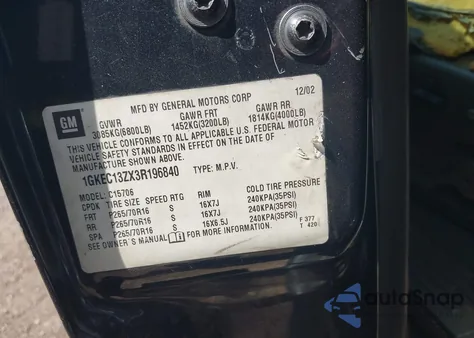 MFD BY GENERAL MOTORS CORP 12/02
GM GVWR GAWR FRT GAWR RR
3085KG(6800LB) 1452KG(3200LB) 1814KG(4000LB)
THIS VEHICLE CONFORMS TO ALL APPLICABLE U.S. FEDERAL MOTOR
VEHICLE SAFETY STANDARDS IN EFFECT ON THE DATE OF
MANUFACTURE SHOWN ABOVE.
1GKEC13ZX3R196840 TYPE: M.P.V.
MODEL: C15706
CPDK TIRE SIZE SPEED RTG RIM COLD TIRE PRESSURE
FRT P265/70R16 S 16X7J 240KPA(35PSI)
RR P265/70R16 S 16X7J 240KPA(35PSI)
SPA P265/70R16 S 16X6.5J 240KPA(35PSI)
SEE OWNER'S MANUAL FOR MORE INFORMATION. F 377
T 420
autoSnap